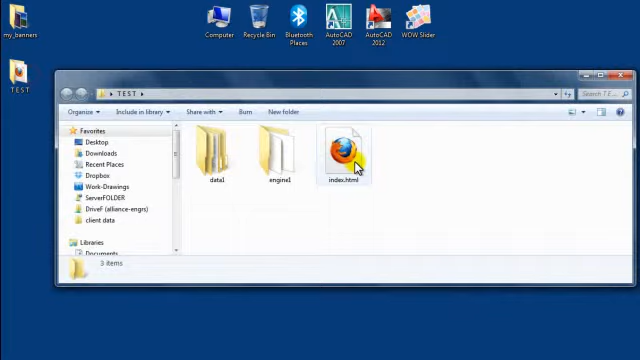 my_banners
Computer
Recycle Bin
Bluetooth
Places
AutoCAD
2007
AutoCAD
2012
WOW Slider
TEST
TEST
Search TE...
Organize
Include in library
Share with
Burn
New folder
Favorites
Desktop
Downloads
Recent Places
Dropbox
Work-Drawings
ServerFOLDER
DriveF (alliance-engrs)
client data
Libraries
Documents
data1
engine1
index.html
3 items